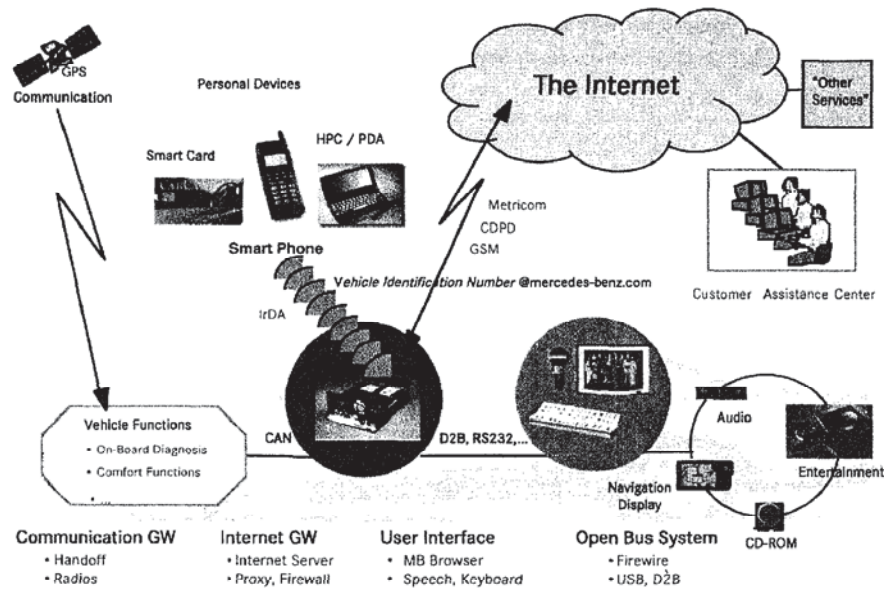 GPS
Communication
Personal Devices
Smart Card
HPC / PDA
Smart Phone
IrDA
The Internet
"Other
Services"
Metricom
CDPD
GSM
Vehicle Identification Number @mercedes-benz.com
Customer Assistance Center
Vehicle Functions
• On-Board Diagnosis
• Comfort Functions
• ...
CAN
D2B, RS232,...
Audio
Entertainment
Navigation
Display
CD-ROM
Communication GW
• Handoff
• Radios
Internet GW
• Internet Server
• Proxy, Firewall
User Interface
• MB Browser
• Speech, Keyboard
Open Bus System
• Firewire
• USB, D2B